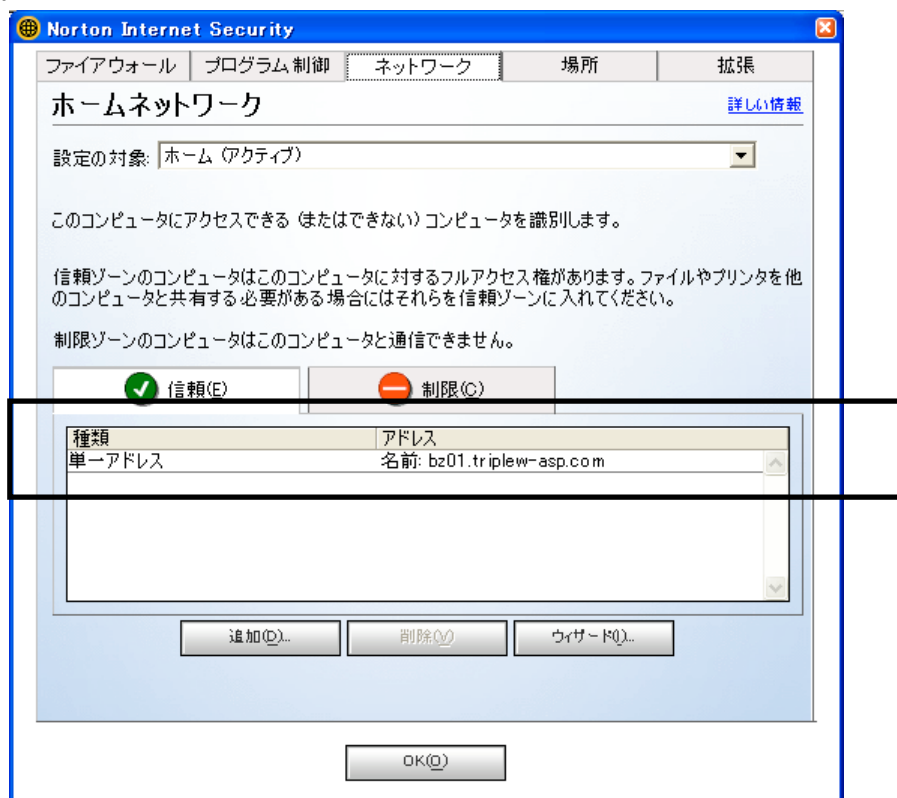 Norton Internet Security
ファイアウォール プログラム制御 ネットワーク 場所 拡張
ホームネットワーク 詳しい情報
設定の対象: ホーム (アクティブ)
このコンピュータにアクセスできる (またはできない) コンピュータを識別します。
信頼ゾーンのコンピュータはこのコンピュータに対するフルアクセス権があります。ファイルやプリンタを他
のコンピュータと共有する必要がある場合にはそれらを信頼ゾーンに入れてください。
制限ゾーンのコンピュータはこのコンピュータと通信できません。
信頼(E) 制限(C)
種類 アドレス
単一アドレス 名前: bz01.triplew-asp.com
追加(D)... 削除(V) ウィザード(I)...
OK(O)